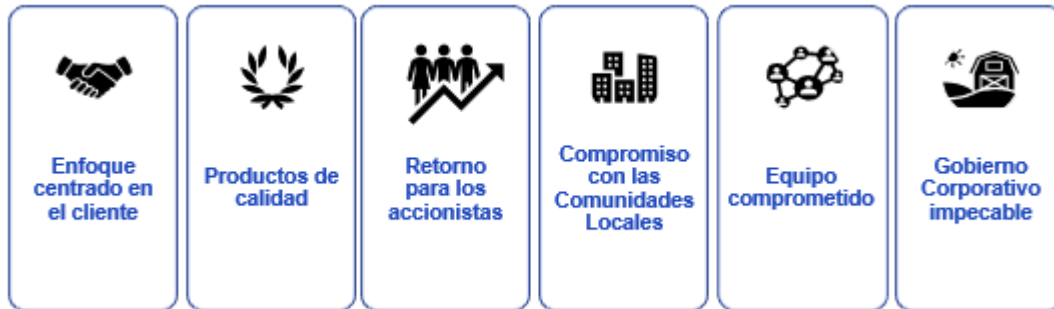 Enfoque
centrado en
el cliente
Productos de
calidad
Retorno
para los
accionistas
Compromiso
con las
Comunidades
Locales
Equipo
comprometido
Gobierno
Corporativo
impecable